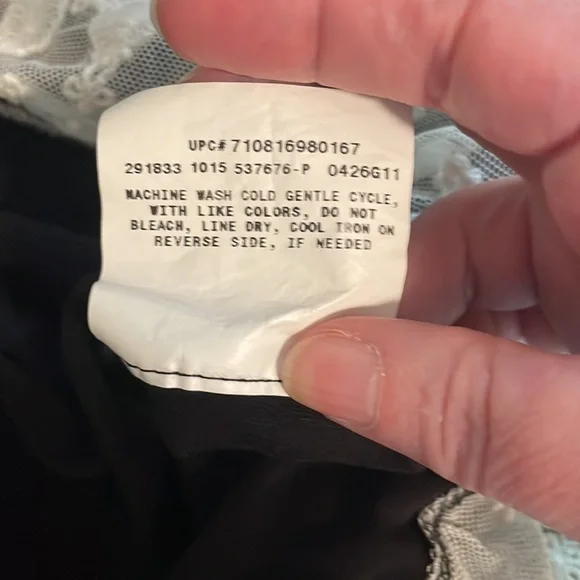 UPC# 710816980167
291833 1015 537676-P 0426G11
MACHINE WASH COLD GENTLE CYCLE,
WITH LIKE COLORS, DO NOT
BLEACH, LINE DRY, COOL IRON ON
REVERSE SIDE, IF NEEDED